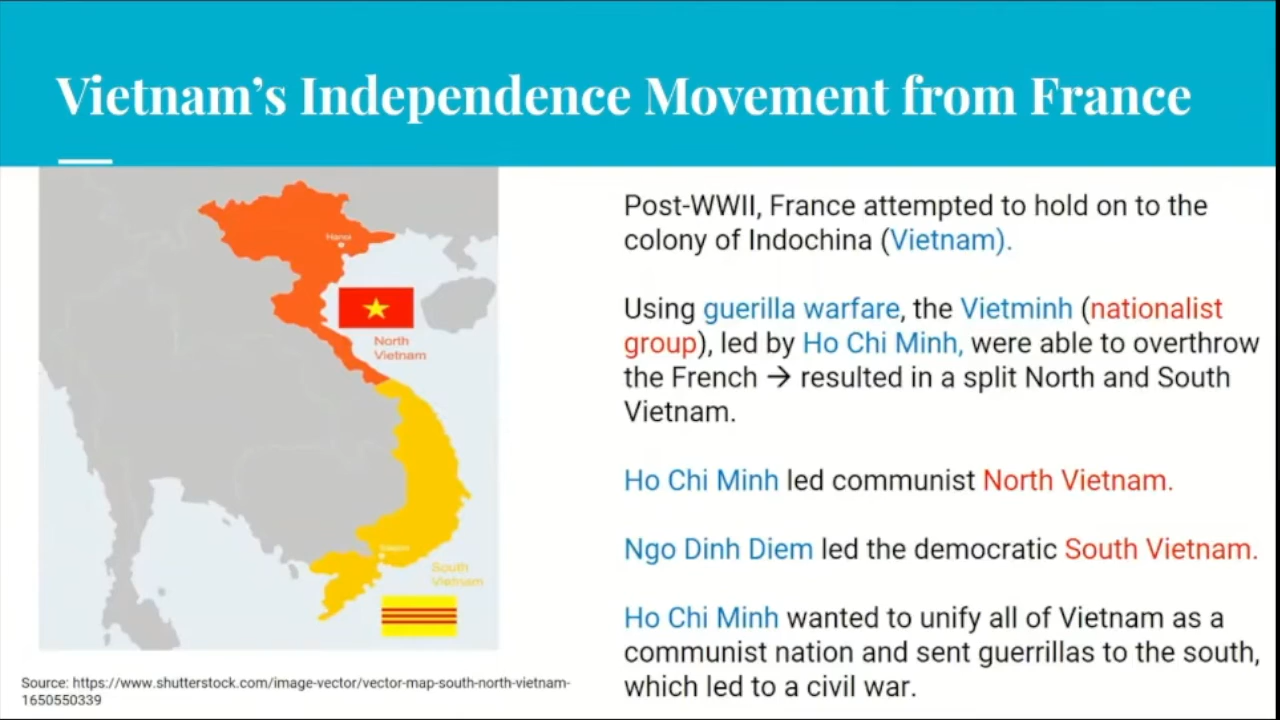 Vietnam's Independence Movement from France
Hanoi
North
Vietnam
Saigon
South
Vietnam
Source: https://www.shutterstock.com/image-vector/vector-map-south-north-vietnam-
1650550339
Post-WWII, France attempted to hold on to the
colony of Indochina (Vietnam).
Using guerilla warfare, the Vietminh (nationalist
group), led by Ho Chi Minh, were able to overthrow
the French → resulted in a split North and South
Vietnam.
Ho Chi Minh led communist North Vietnam.
Ngo Dinh Diem led the democratic South Vietnam.
Ho Chi Minh wanted to unify all of Vietnam as a
communist nation and sent guerrillas to the south,
which led to a civil war.